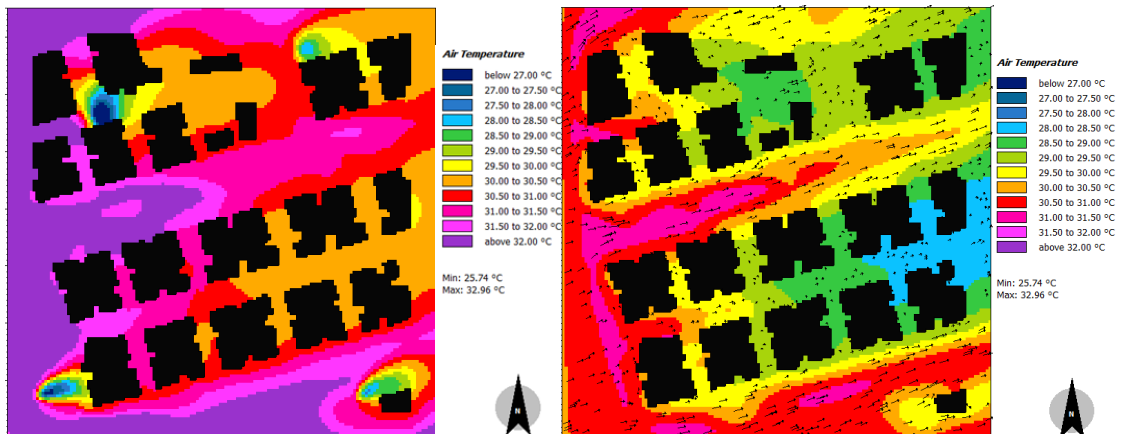 Air Temperature
below 27.00 °C
27.00 to 27.50 °C
27.50 to 28.00 °C
28.00 to 28.50 °C
28.50 to 29.00 °C
29.00 to 29.50 °C
29.50 to 30.00 °C
30.00 to 30.50 °C
30.50 to 31.00 °C
31.00 to 31.50 °C
31.50 to 32.00 °C
above 32.00 °C
Min: 25.74 °C
Max: 32.96 °C
N
Air Temperature
below 27.00 °C
27.00 to 27.50 °C
27.50 to 28.00 °C
28.00 to 28.50 °C
28.50 to 29.00 °C
29.00 to 29.50 °C
29.50 to 30.00 °C
30.00 to 30.50 °C
30.50 to 31.00 °C
31.00 to 31.50 °C
31.50 to 32.00 °C
above 32.00 °C
Min: 25.74 °C
Max: 32.96 °C
N